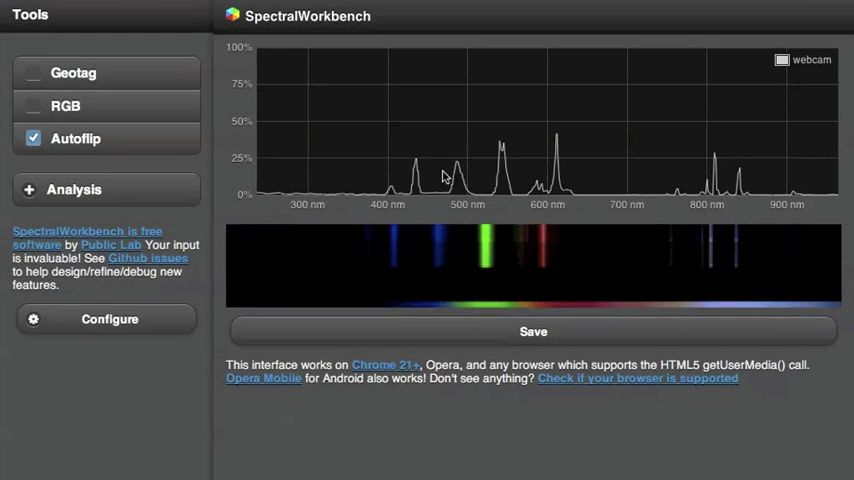 Tools
SpectralWorkbench
Geotag
RGB
Autoflip
Analysis
SpectralWorkbench is free
software by Public Lab Your input
is invaluable! See Github issues
to help design/refine/debug new
features.
Configure
100%
75%
50%
25%
0%
webcam
300 nm 400 nm 500 nm 600 nm 700 nm 800 nm 900 nm
Save
This interface works on Chrome 21+, Opera, and any browser which supports the HTML5 getUserMedia() call.
Opera Mobile for Android also works! Don't see anything? Check if your browser is supported